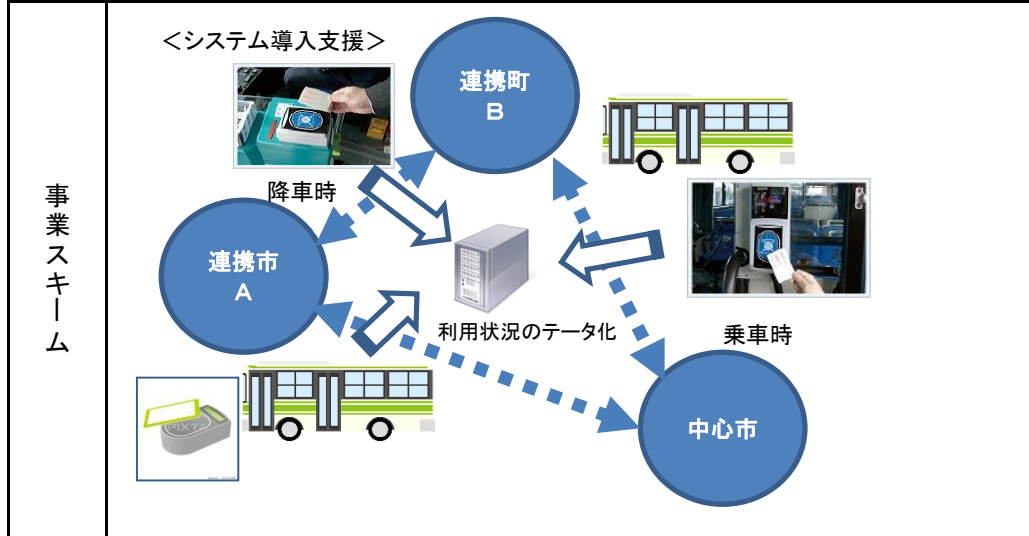 事業スキーム
＜システム導入支援＞
連携町
B
降車時
連携市
A
利用状況のテータ化
乗車時
中心市
PIXTA